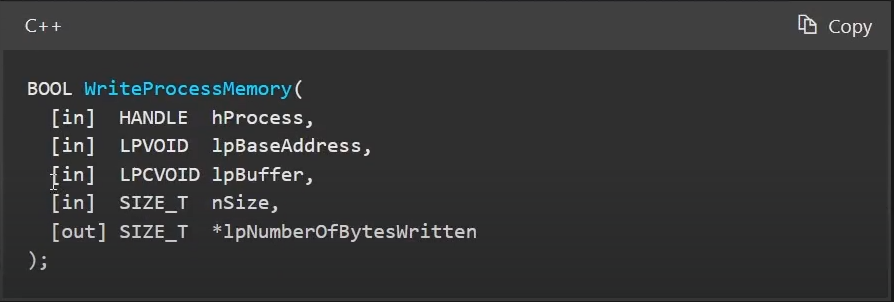 C++
Copy
BOOL WriteProcessMemory(
[in] HANDLE hProcess,
[in] LPVOID lpBaseAddress,
[in] LPCVOID lpBuffer,
[in] SIZE_T nSize,
[out] SIZE_T *lpNumberOfBytesWritten
);